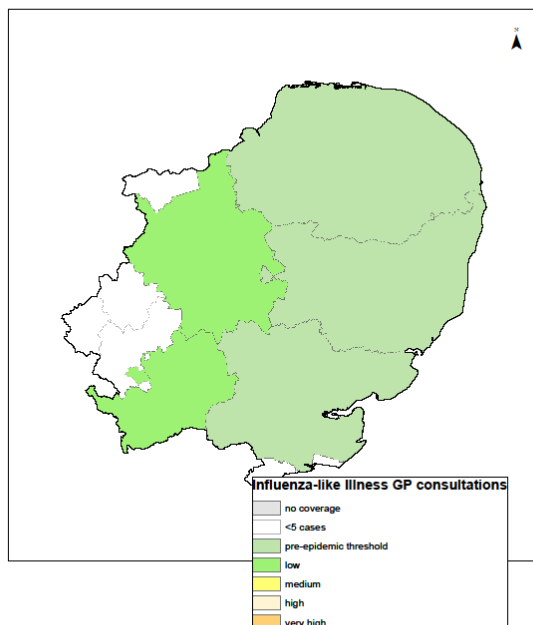 N
Influenza-like Illness GP consultations
no coverage
<5 cases
pre-epidemic threshold
low
medium
high
very high